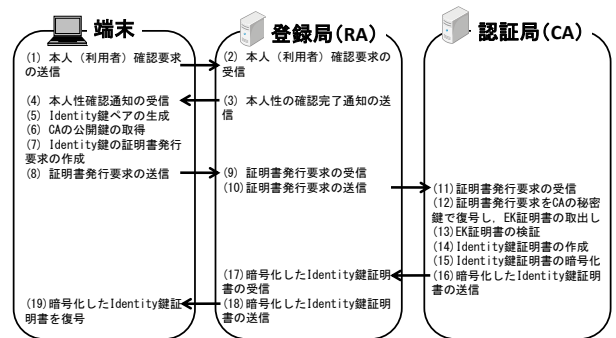 端末
(1) 本人（利用者）確認要求
の送信
(4) 本人性確認通知の受信
(5) Identity鍵ペアの生成
(6) CAの公開鍵の取得
(7) Identity鍵の証明書発行
要求の作成
(8) 証明書発行要求の送信
(19)暗号化したIdentity鍵証
明書を復号
登録局(RA)
(2) 本人（利用者）確認要求の
受信
(3) 本人性の確認完了通知の送
信
(9) 証明書発行要求の受信
(10)証明書発行要求の送信
(17)暗号化したIdentity鍵証明
書の受信
(18)暗号化したIdentity鍵証明
書の送信
認証局(CA)
(11)証明書発行要求の受信
(12)証明書発行要求をCAの秘密
鍵で復号し，EK証明書の取出し
(13)EK証明書の検証
(14)Identity鍵証明書の作成
(15)Identity鍵証明書の暗号化
(16)暗号化したIdentity鍵証明
書の送信